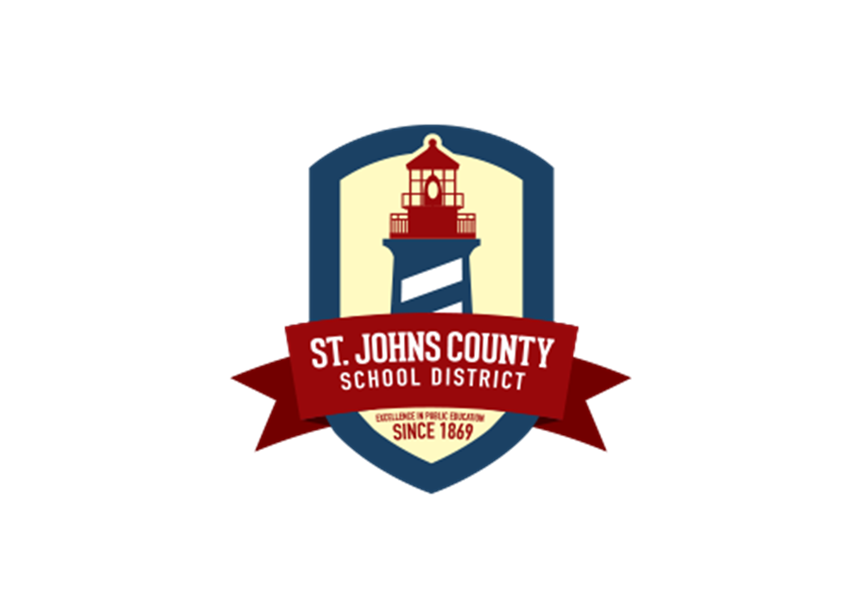 ST. JOHNS COUNTY
SCHOOL DISTRICT
EXCELLENCE IN PUBLIC EDUCATION
SINCE 1869